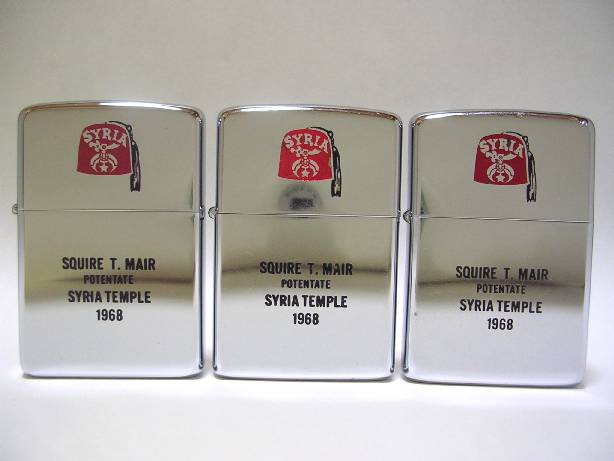 SYRIA
SQUIRE T. MAIR
POTENTATE
SYRIA TEMPLE
1968
SYRIA
SQUIRE T. MAIR
POTENTATE
SYRIA TEMPLE
1968
SYRIA
SQUIRE T. MAIR
POTENTATE
SYRIA TEMPLE
1968